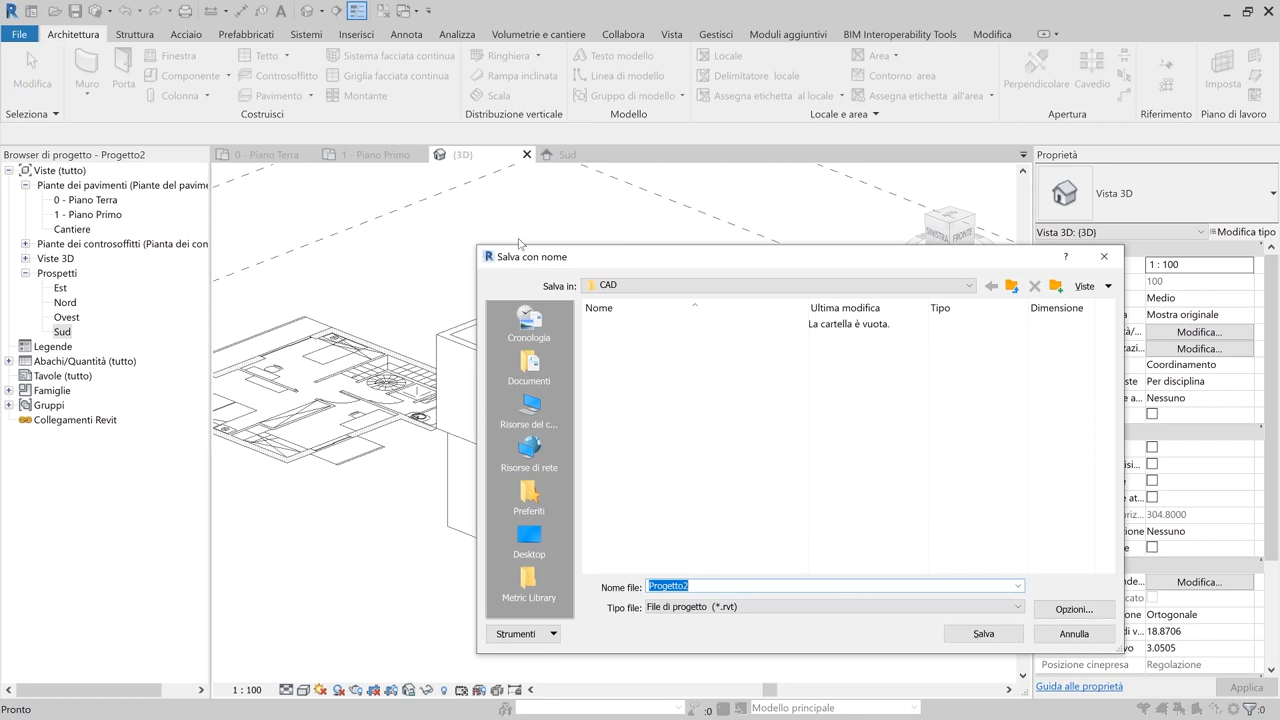 File
Architettura
Struttura
Acciaio
Prefabbricati
Sistemi
Inserisci
Annota
Analizza
Volumetrie e cantiere
Collabora
Vista
Gestisci
Moduli aggiuntivi
BIM Interoperability Tools
Modifica
Modifica
Muro
Porta
Finestra
Componente
Colonna
Tetto
Controsoffitto
Pavimento
Sistema facciata continua
Griglia facciata continua
Montante
Ringhiera
Rampa inclinata
Scala
Testo modello
Linea di modello
Gruppo di modello
Locale
Delimitatore locale
Assegna etichetta al locale
Area
Contorno area
Assegna etichetta all'area
Perpendicolare
Cavedio
Imposta
Seleziona
Costruisci
Distribuzione verticale
Modello
Locale e area
Apertura
Riferimento
Piano di lavoro
Browser di progetto - Progetto2
0 - Piano Terra
1 - Piano Primo
{3D}
Sud
Proprietà
Viste (tutto)
Piante dei pavimenti (Piante del pavime
0 - Piano Terra
1 - Piano Primo
Cantiere
Piante dei controsoffitti (Pianta dei con
Viste 3D
Prospetti
Est
Nord
Ovest
Sud
Legende
Abachi/Quantità (tutto)
Tavole (tutto)
Famiglie
Gruppi
Collegamenti Revit
SINISTRA
FRONTE
Vista 3D
Vista 3D: {3D}
Modifica tipo
1 : 100
100
Medio
Mostra originale
Modifica...
Modifica...
Coordinamento
Per disciplina
Nessuno
304.8000
Nessuno
Modifica...
Ortogonale
18.8706
3.0505
Posizione cinepresa
Regolazione
Guida alle proprietà
Applica
Salva con nome
?
Salva in:
CAD
Viste
Nome
Ultima modifica
Tipo
Dimensione
La cartella è vuota.
Cronologia
Documenti
Risorse del c...
Risorse di rete
Preferiti
Desktop
Metric Library
Nome file:
Progetto2
Tipo file:
File di progetto (*.rvt)
Opzioni...
Strumenti
Salva
Annulla
1 : 100
Pronto
:0
Modello principale
:0